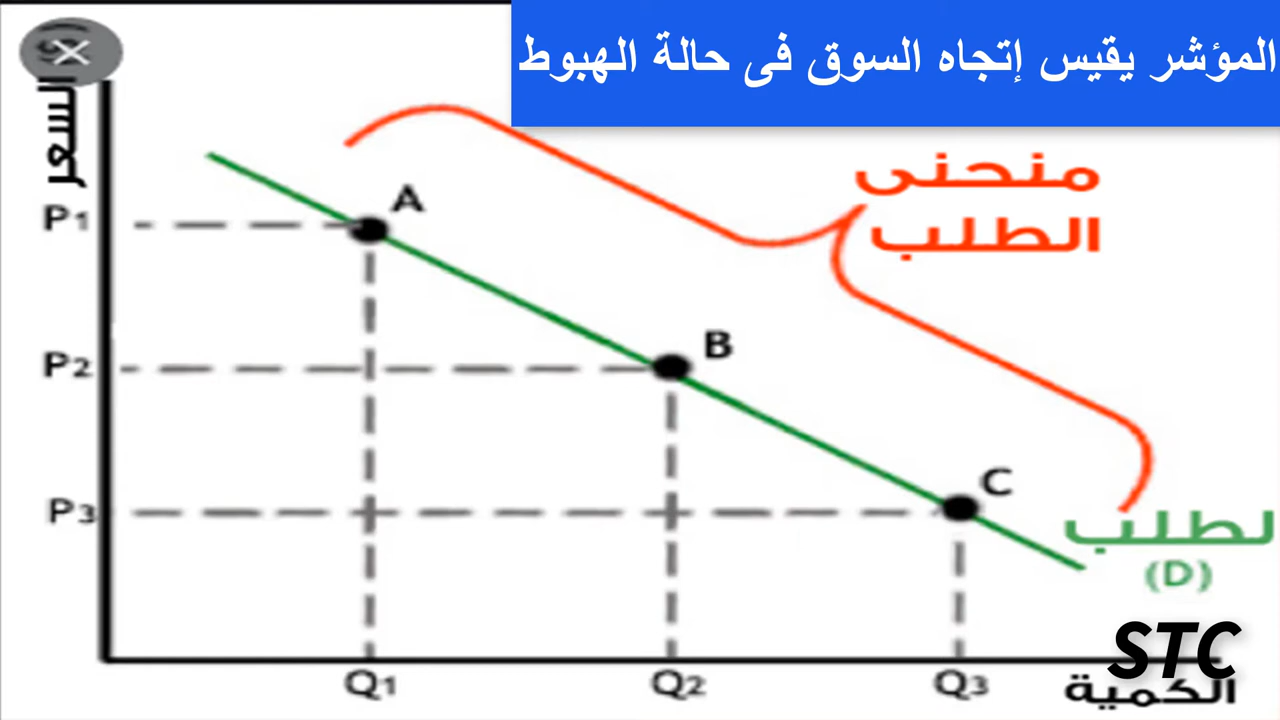 المؤشر يقيس إتجاه السوق فى حالة الهبوط
السعر
منحنى
الطلب
P1
A
P2
B
P3
C
لطلب
(D)
STC
Q1
Q2
Q3
الكمية